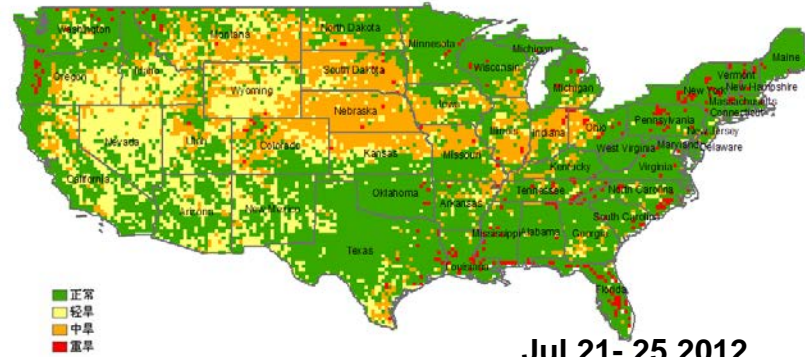 Washington
Montana
North Dakota
Minnesota
Michigan
Maine
Oregon
Idaho
South Dakota
Wisconsin
Vermont
New Hampshire
New York
Massachusetts
Connecticut
Michigan
Wyoming
Iowa
Nebraska
Pennsylvania
New Jersey
Nevada
Utah
Colorado
Illinois
Indiana
Ohio
Maryland
Delaware
West Virginia
Kansas
Missouri
Kentucky
Virginia
California
Arizona
New Mexico
Oklahoma
Arkansas
Tennessee
North Carolina
South Carolina
Texas
Mississippi
Alabama
Georgia
Louisiana
Florida
正常
轻旱
中旱
重旱
Jul 21- 25 2012